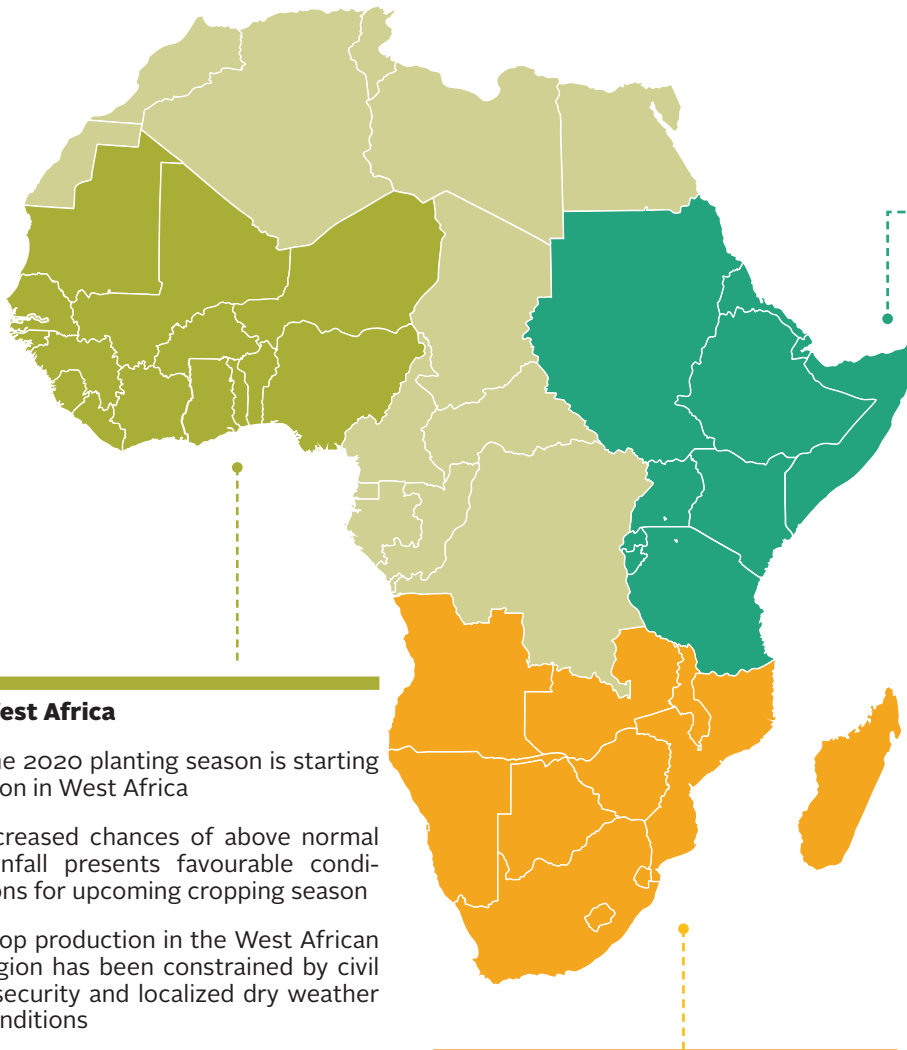 West Africa
he 2020 planting season is starting
on in West Africa
creased chances of above normal
nfall presents favourable condi-
ons for upcoming cropping season
op production in the West African
gion has been constrained by civil
security and localized dry weather
nditions